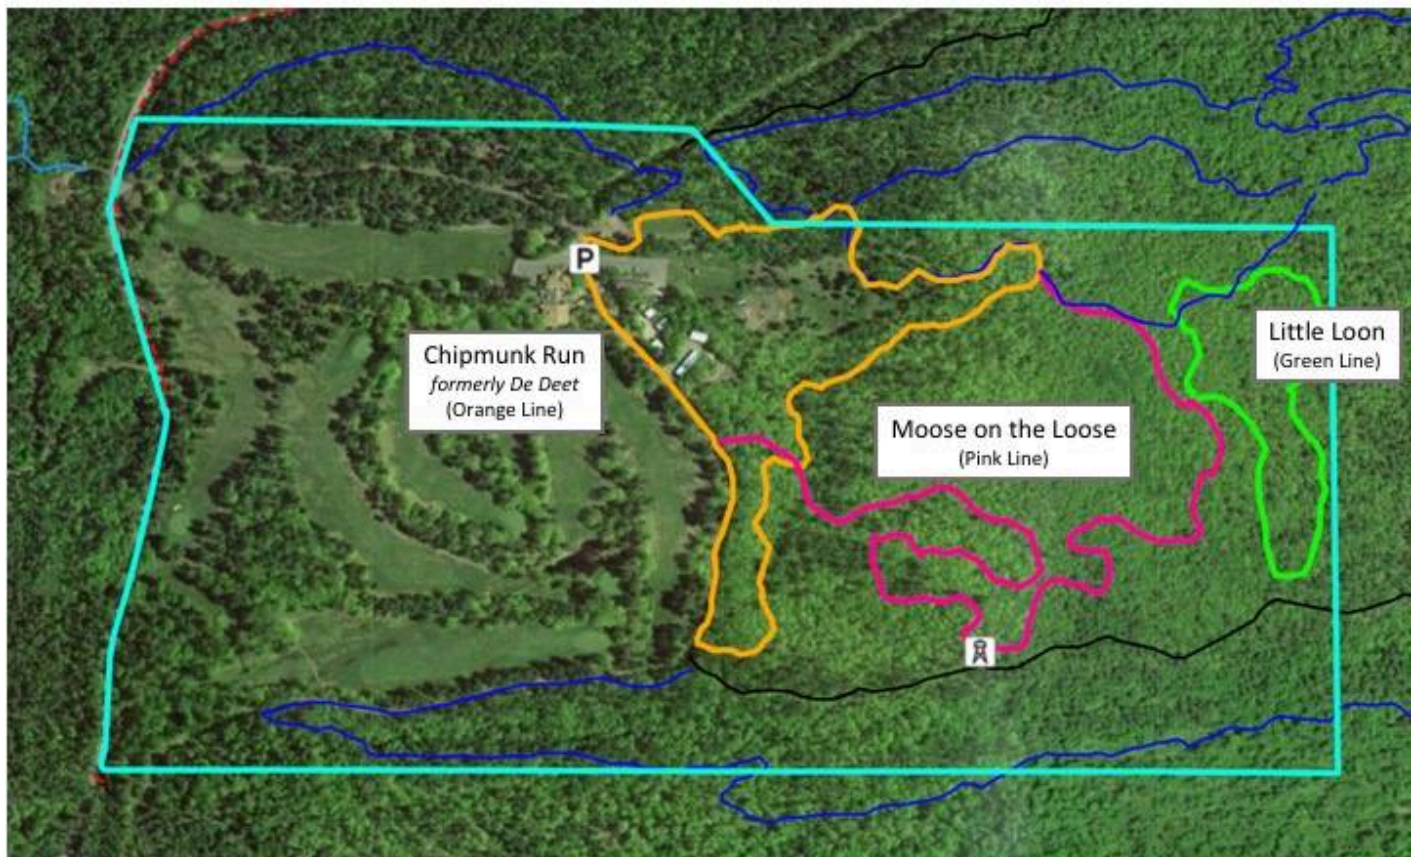 P
Chipmunk Run
formerly De Deet
(Orange Line)
Little Loon
(Green Line)
Moose on the Loose
(Pink Line)